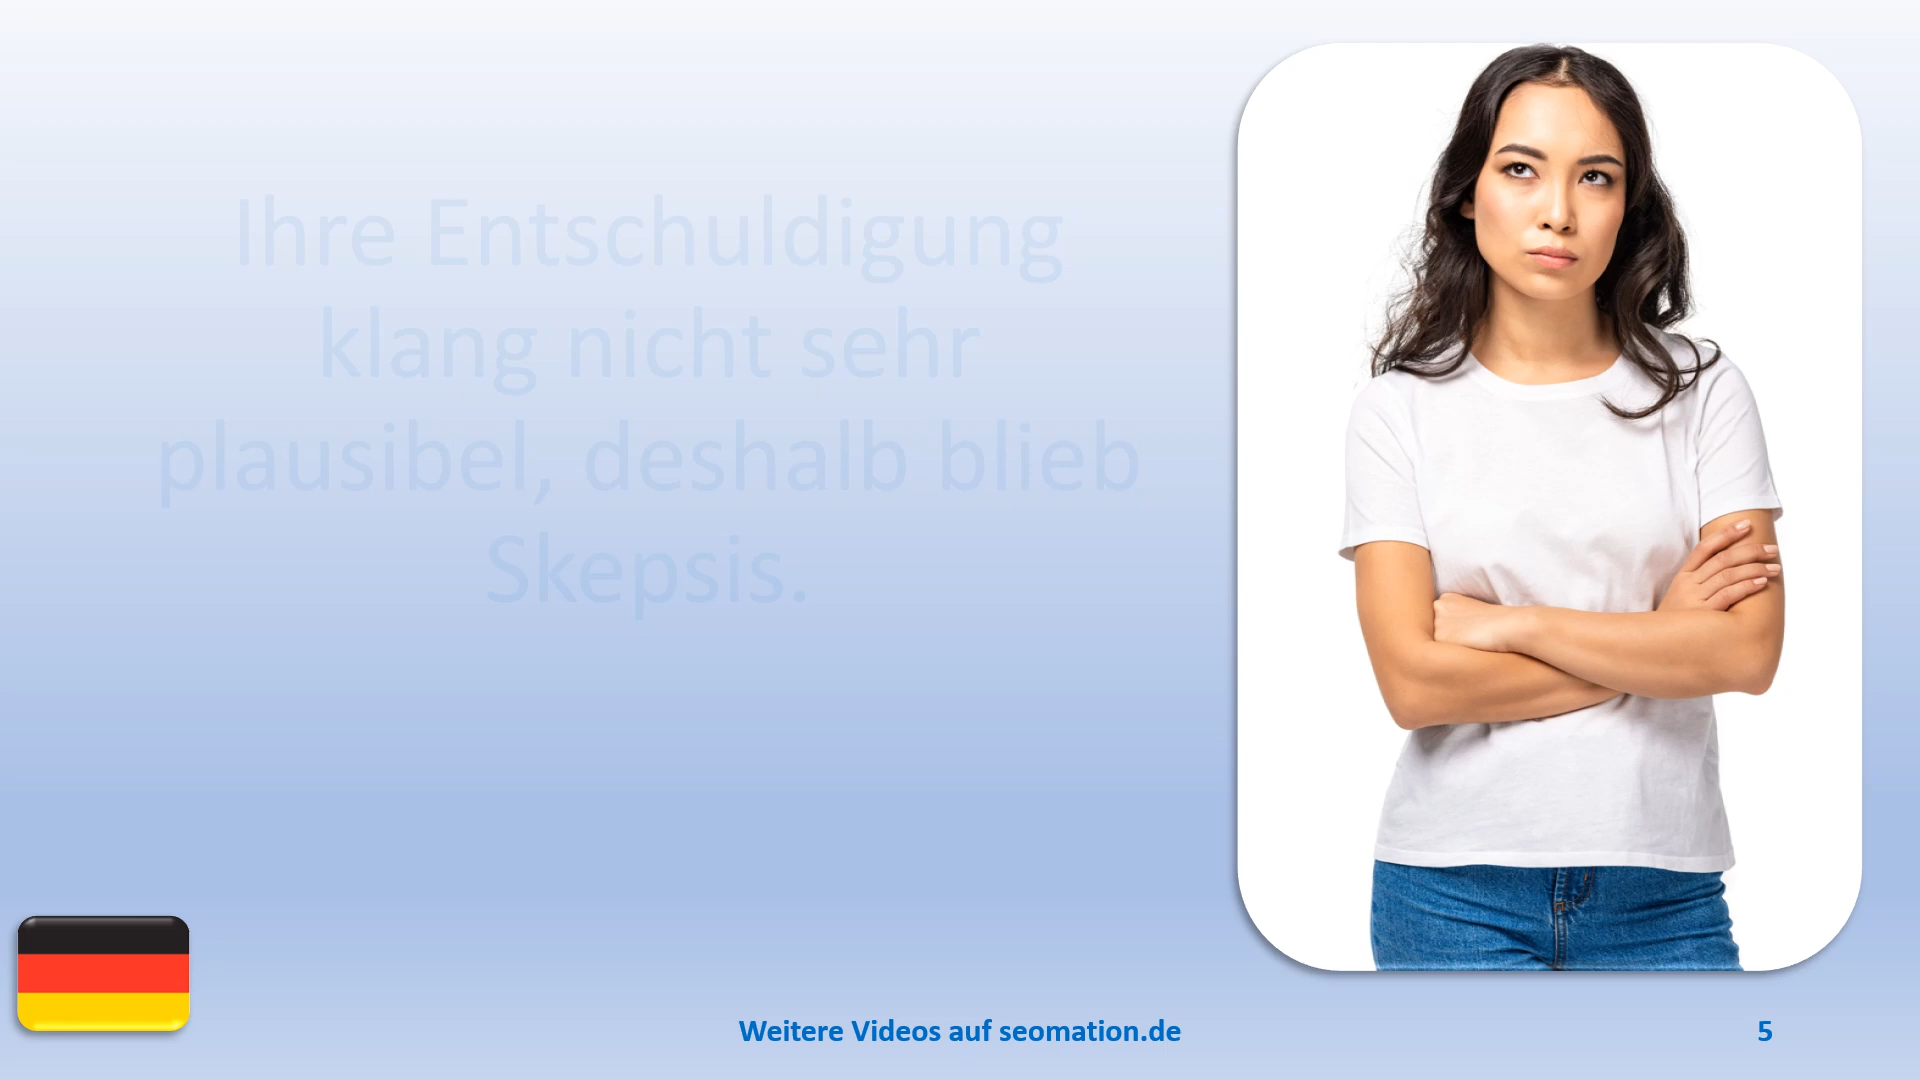 Ihre Entschuldigung
klang nicht sehr
plausibel, deshalb blieb
Skepsis.
Weitere Videos auf seomation.de
5